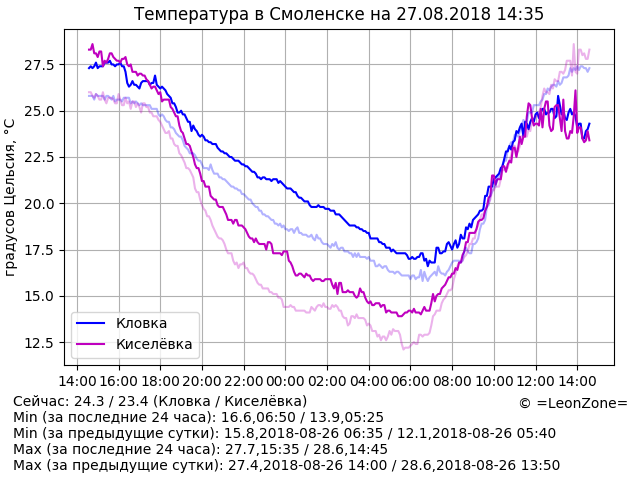 Температура в Смоленске на 27.08.2018 14:35
градусов Цельсия, °C
27.5
25.0
22.5
20.0
17.5
15.0
12.5
Кловка
Киселёвка
14:00 16:00 18:00 20:00 22:00 00:00 02:00 04:00 06:00 08:00 10:00 12:00 14:00
Сейчас: 24.3 / 23.4 (Кловка / Киселёвка)
© =LeonZone=
Min (за последние 24 часа): 16.6,06:50 / 13.9,05:25
Min (за предыдущие сутки): 15.8,2018-08-26 06:35 / 12.1,2018-08-26 05:40
Max (за последние 24 часа): 27.7,15:35 / 28.6,14:45
Max (за предыдущие сутки): 27.4,2018-08-26 14:00 / 28.6,2018-08-26 13:50